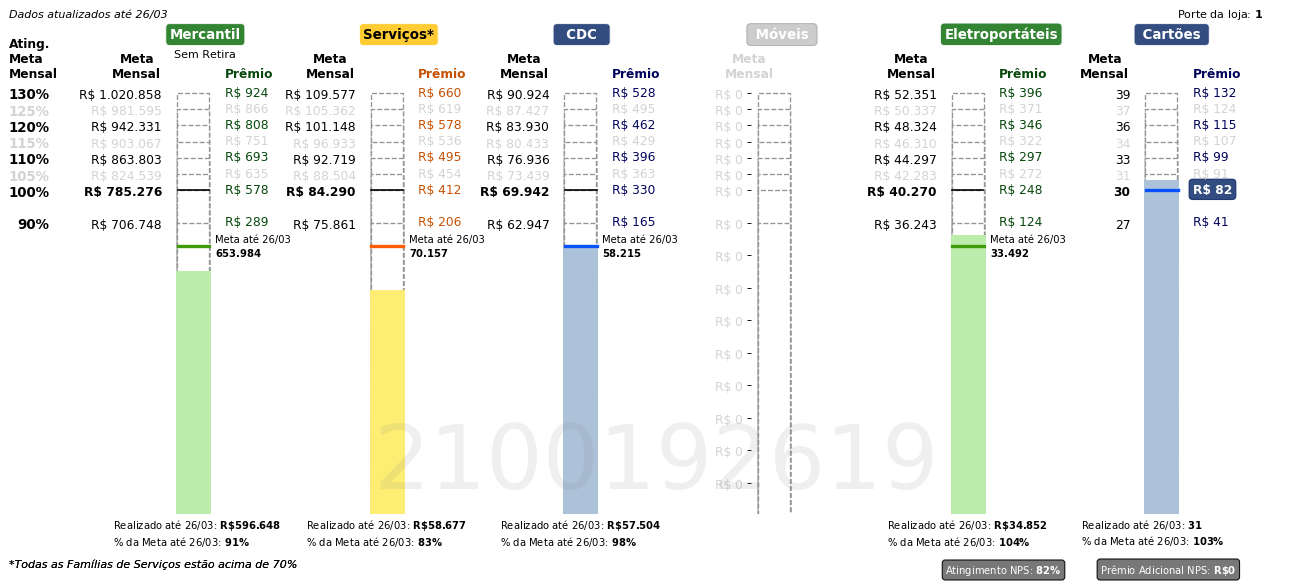 Dados atualizados até 26/03
Porte da loja: 1
Mercantil Serviços* CDC Móveis Eletroportáteis Cartões
Sem Retira
Ating. Meta Mensal
Meta Mensal Prêmio Meta Mensal Prêmio Meta Mensal Prêmio Meta Mensal Meta Mensal Prêmio Meta Mensal Prêmio
130% R$ 1.020.858 R$ 924 R$ 109.577 R$ 660 R$ 90.924 R$ 528 R$ 0 R$ 52.351 R$ 396 39 R$ 132
125% R$ 981.595 R$ 866 R$ 105.362 R$ 619 R$ 87.427 R$ 495 R$ 0 R$ 50.337 R$ 371 37 R$ 124
120% R$ 942.331 R$ 808 R$ 101.148 R$ 578 R$ 83.930 R$ 462 R$ 0 R$ 48.324 R$ 346 36 R$ 115
115% R$ 903.067 R$ 751 R$ 96.933 R$ 536 R$ 80.433 R$ 429 R$ 0 R$ 46.310 R$ 322 34 R$ 107
110% R$ 863.803 R$ 693 R$ 92.719 R$ 495 R$ 76.936 R$ 396 R$ 0 R$ 44.297 R$ 297 33 R$ 99
105% R$ 824.539 R$ 635 R$ 88.504 R$ 454 R$ 73.439 R$ 363 R$ 0 R$ 42.283 R$ 272 31 R$ 91
100% R$ 785.276 R$ 578 R$ 84.290 R$ 412 R$ 69.942 R$ 330 R$ 0 R$ 40.270 R$ 248 30 R$ 82
90% R$ 706.748 R$ 289 R$ 75.861 R$ 206 R$ 62.947 R$ 165 R$ 0 R$ 36.243 R$ 124 27 R$ 41
Meta até 26/03 Meta até 26/03 Meta até 26/03 Meta até 26/03
653.984 70.157 58.215 33.492
R$ 0
R$ 0
R$ 0
R$ 0
R$ 0
R$ 0
R$ 0
R$ 0
2100192619
Realizado até 26/03: R$596.648 Realizado até 26/03: R$58.677 Realizado até 26/03: R$57.504 Realizado até 26/03: R$34.852 Realizado até 26/03: 31
% da Meta até 26/03: 91% % da Meta até 26/03: 83% % da Meta até 26/03: 98% % da Meta até 26/03: 104% % da Meta até 26/03: 103%
*Todas as Famílias de Serviços estão acima de 70%
Atingimento NPS: 82% Prêmio Adicional NPS: R$0